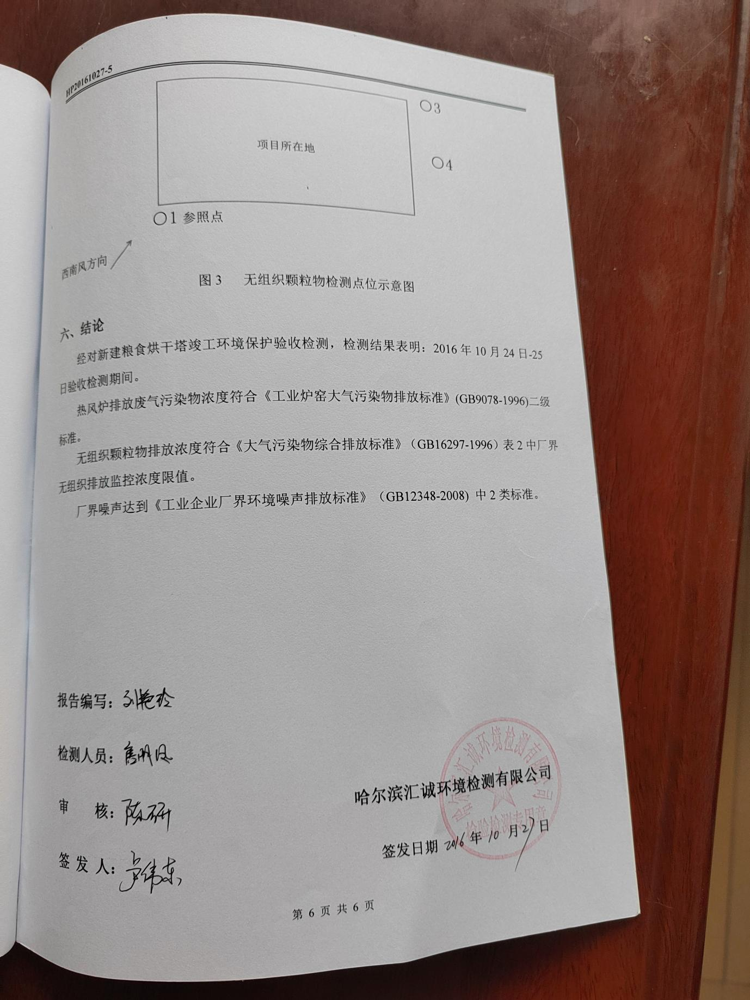 HP20161027-5
○3
项目所在地
○4
○1 参照点
西南风方向
图 3 无组织颗粒物检测点位示意图
六、结论
经对新建粮食烘干塔竣工环境保护验收检测，检测结果表明：2016 年 10 月 24 日-25
日验收检测期间。
热风炉排放废气污染物浓度符合《工业炉窑大气污染物排放标准》(GB9078-1996)二级
标准。
无组织颗粒物排放浓度符合《大气污染物综合排放标准》（GB16297-1996）表 2 中厂界
无组织排放监控浓度限值。
厂界噪声达到《工业企业厂界环境噪声排放标准》（GB12348-2008) 中 2 类标准。
报告编写：刘艳玲
检测人员：
审 核：陈研
签 发 人：卢伟东
哈尔滨汇诚环境检测有限公司
哈尔滨汇诚环境检测有限公司
检验检测专用章
签发日期 2016 年 10 月 27 日
第 6 页 共 6 页